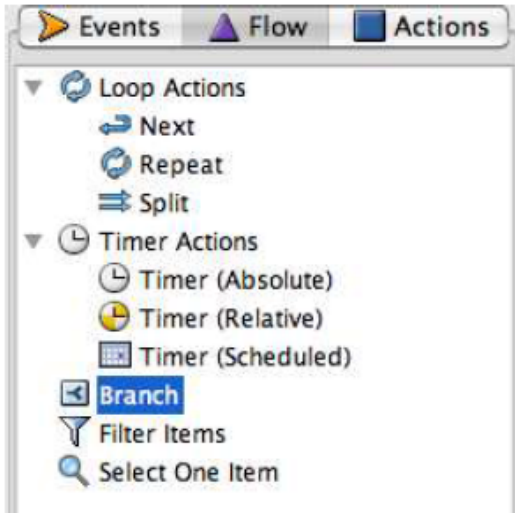 Events Flow Actions
Loop Actions
Next
Repeat
Split
Timer Actions
Timer (Absolute)
Timer (Relative)
Timer (Scheduled)
Branch
Filter Items
Select One Item